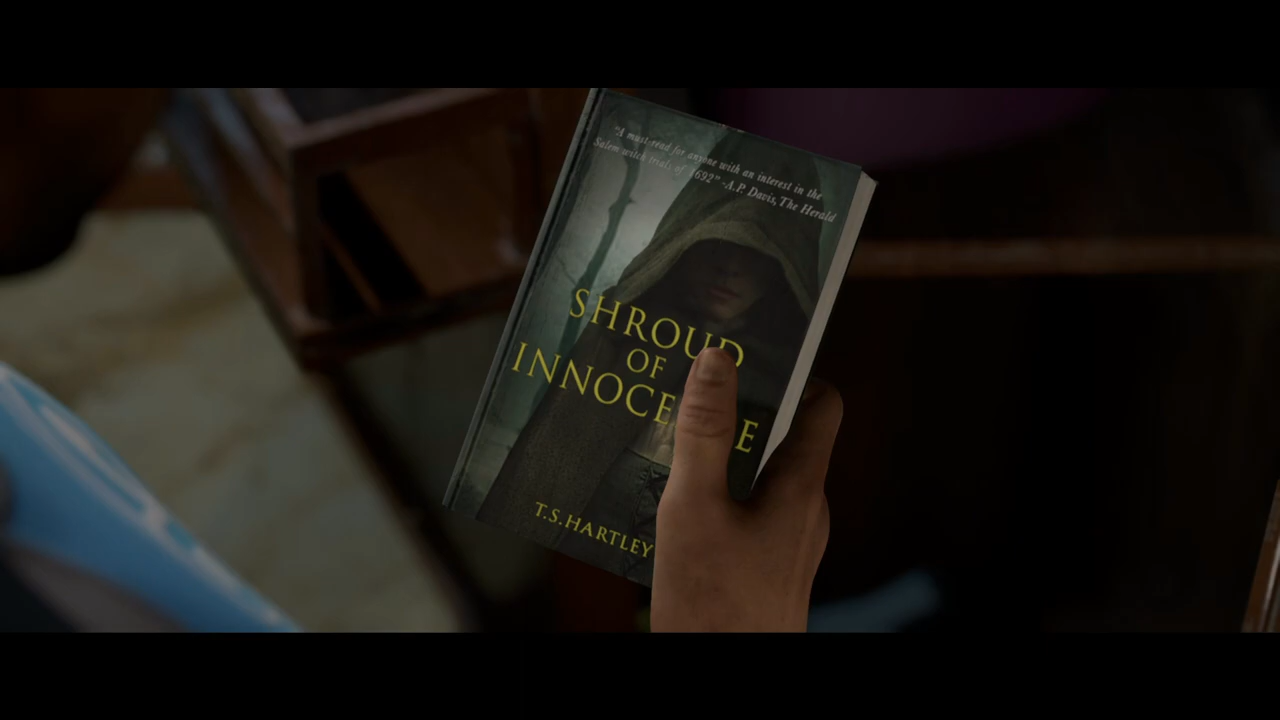 "A must-read for anyone with an interest in the
Salem witch trials of 1692" -A.P. Davis, The Herald
SHROUD
OF
INNOCE E
T.S.HARTLEY